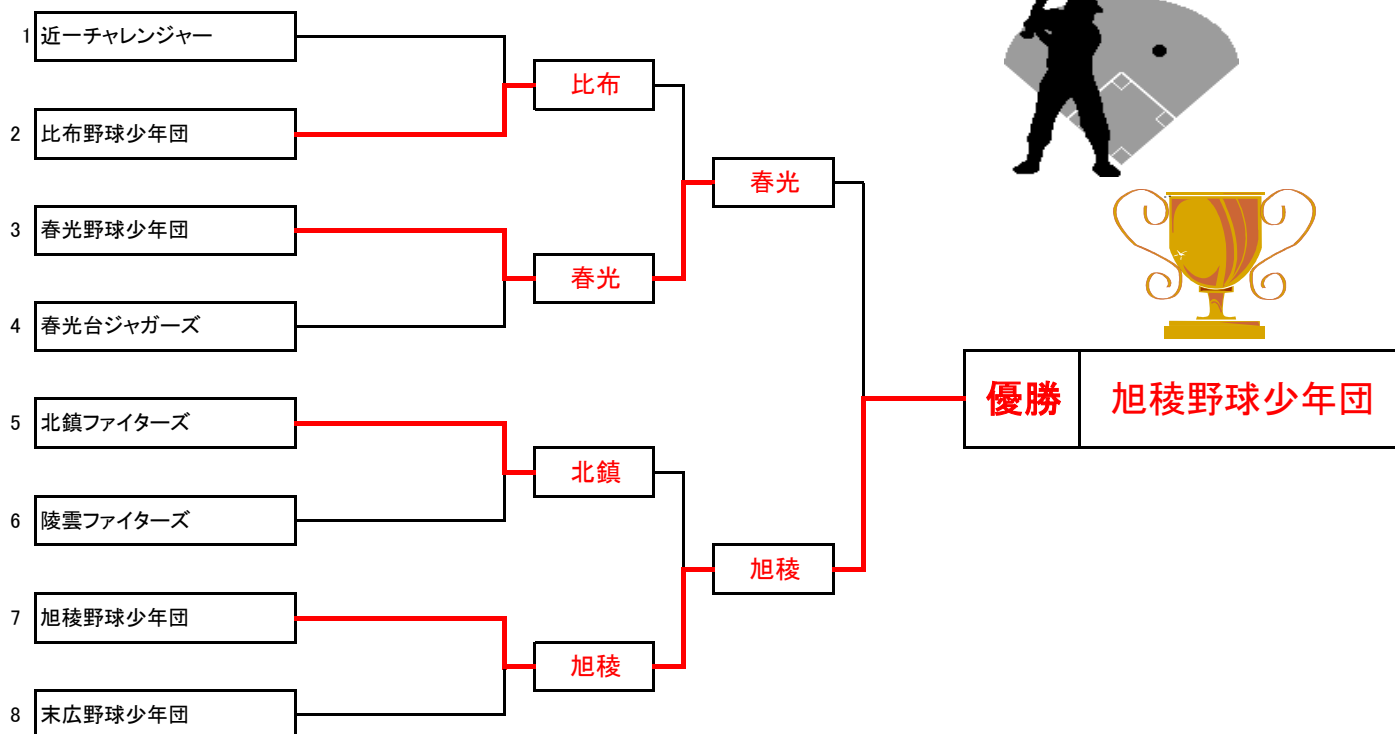 1 近一チャレンジャー
比布
2 比布野球少年団
春光
3 春光野球少年団
春光
4 春光台ジャガーズ
優勝 旭稜野球少年団
5 北鎮ファイターズ
北鎮
6 陵雲ファイターズ
旭稜
7 旭稜野球少年団
旭稜
8 末広野球少年団